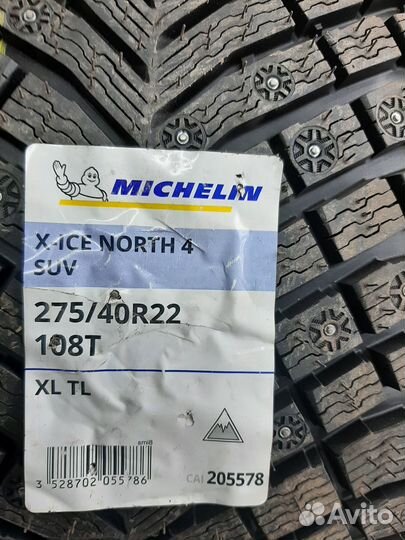 MICHELIN
X-ICE NORTH 4
SUV
275/40R22
108T
XL TL
3 528702 055786
CAI 205578
Avito